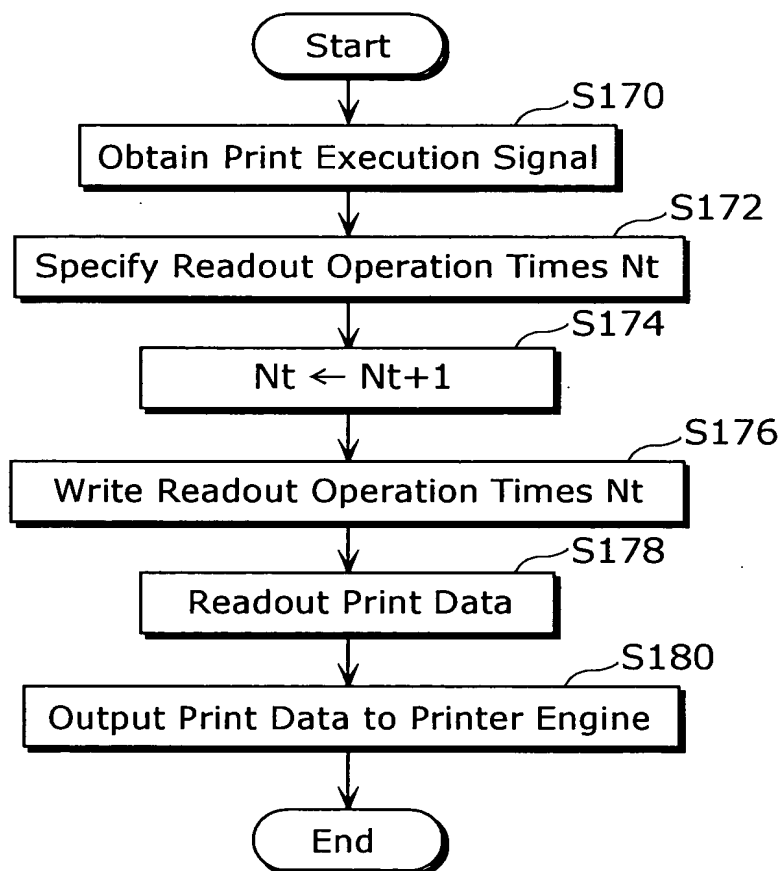 Start
S170
Obtain Print Execution Signal
S172
Specify Readout Operation Times Nt
S174
Nt ← Nt+1
S176
Write Readout Operation Times Nt
S178
Readout Print Data
S180
Output Print Data to Printer Engine
End